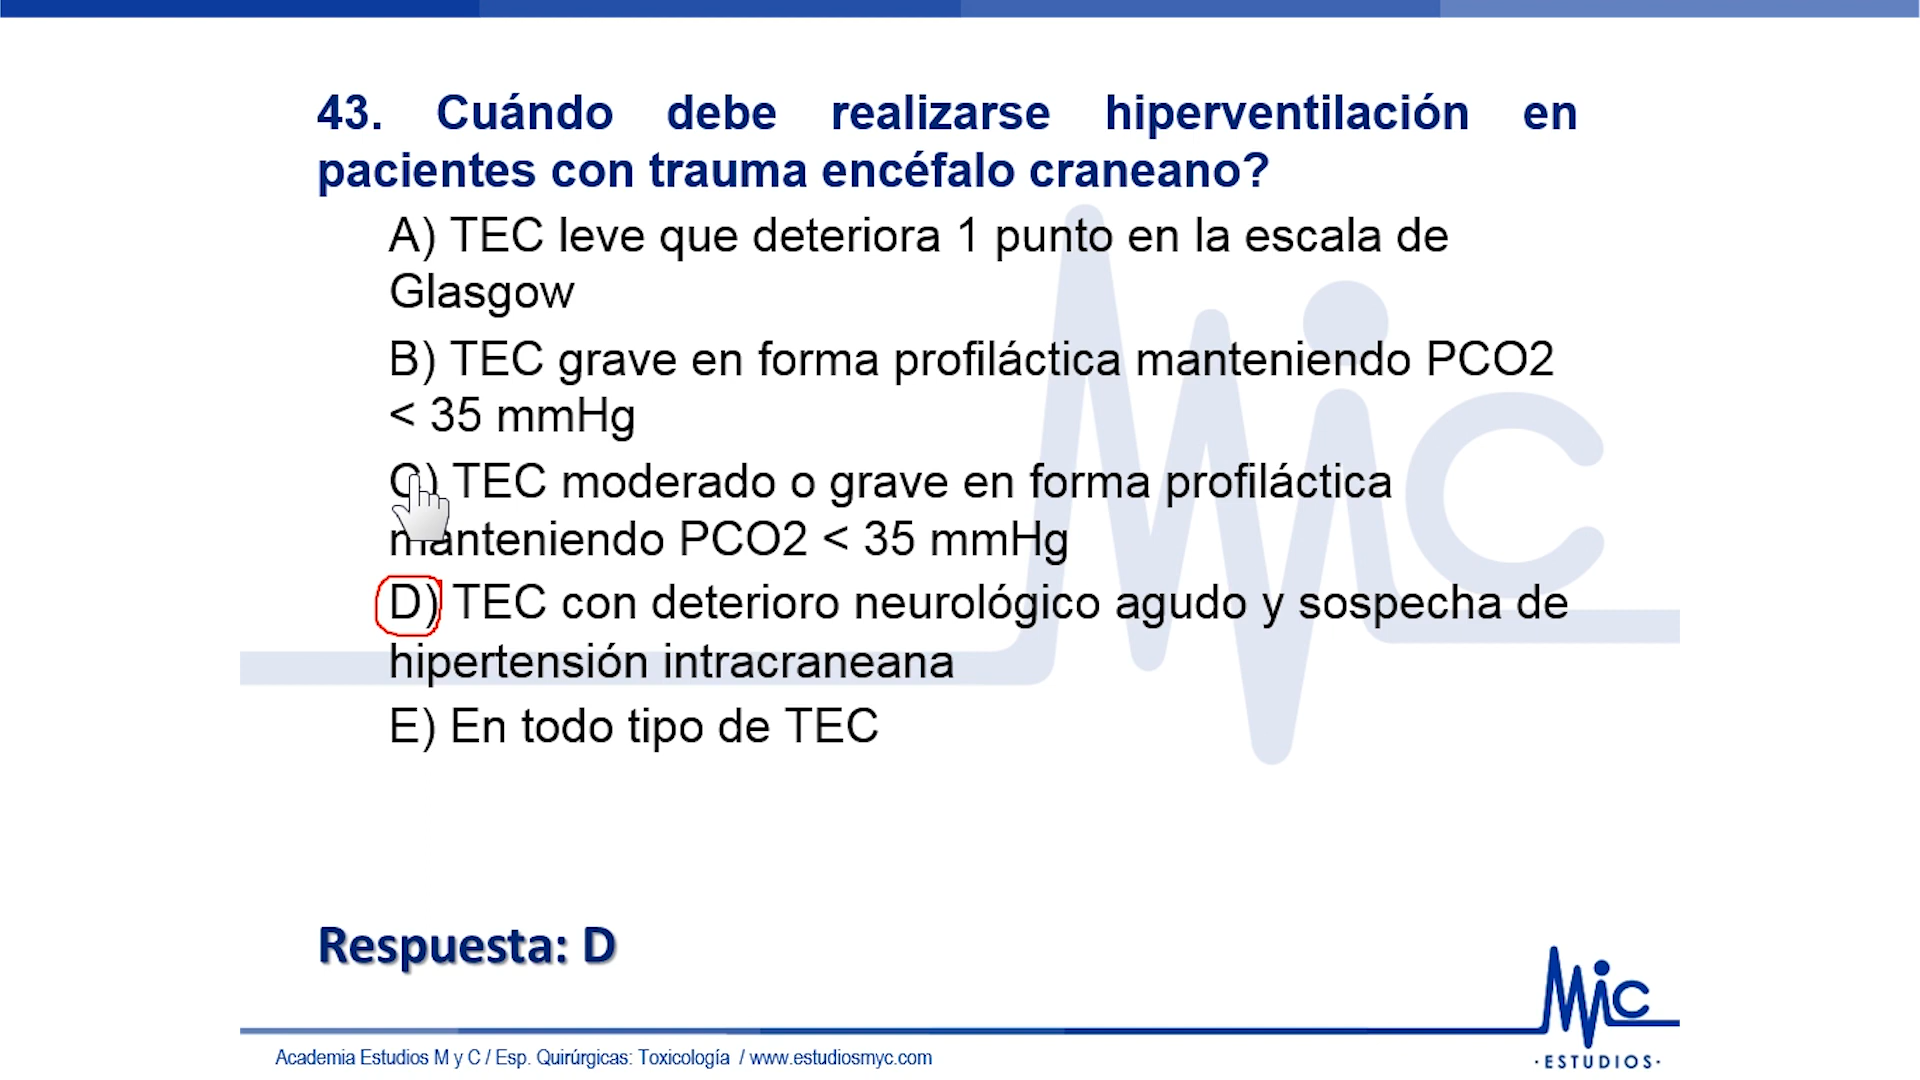 43. Cuándo debe realizarse hiperventilación en
pacientes con trauma encéfalo craneano?
A) TEC leve que deteriora 1 punto en la escala de
Glasgow
B) TEC grave en forma profiláctica manteniendo PCO2
< 35 mmHg
C) TEC moderado o grave en forma profiláctica
manteniendo PCO2 < 35 mmHg
D) TEC con deterioro neurológico agudo y sospecha de
hipertensión intracraneana
E) En todo tipo de TEC
Respuesta: D
MiC
MiC
·ESTUDIOS·
Academia Estudios M y C / Esp. Quirúrgicas: Toxicología / www.estudiosmyc.com